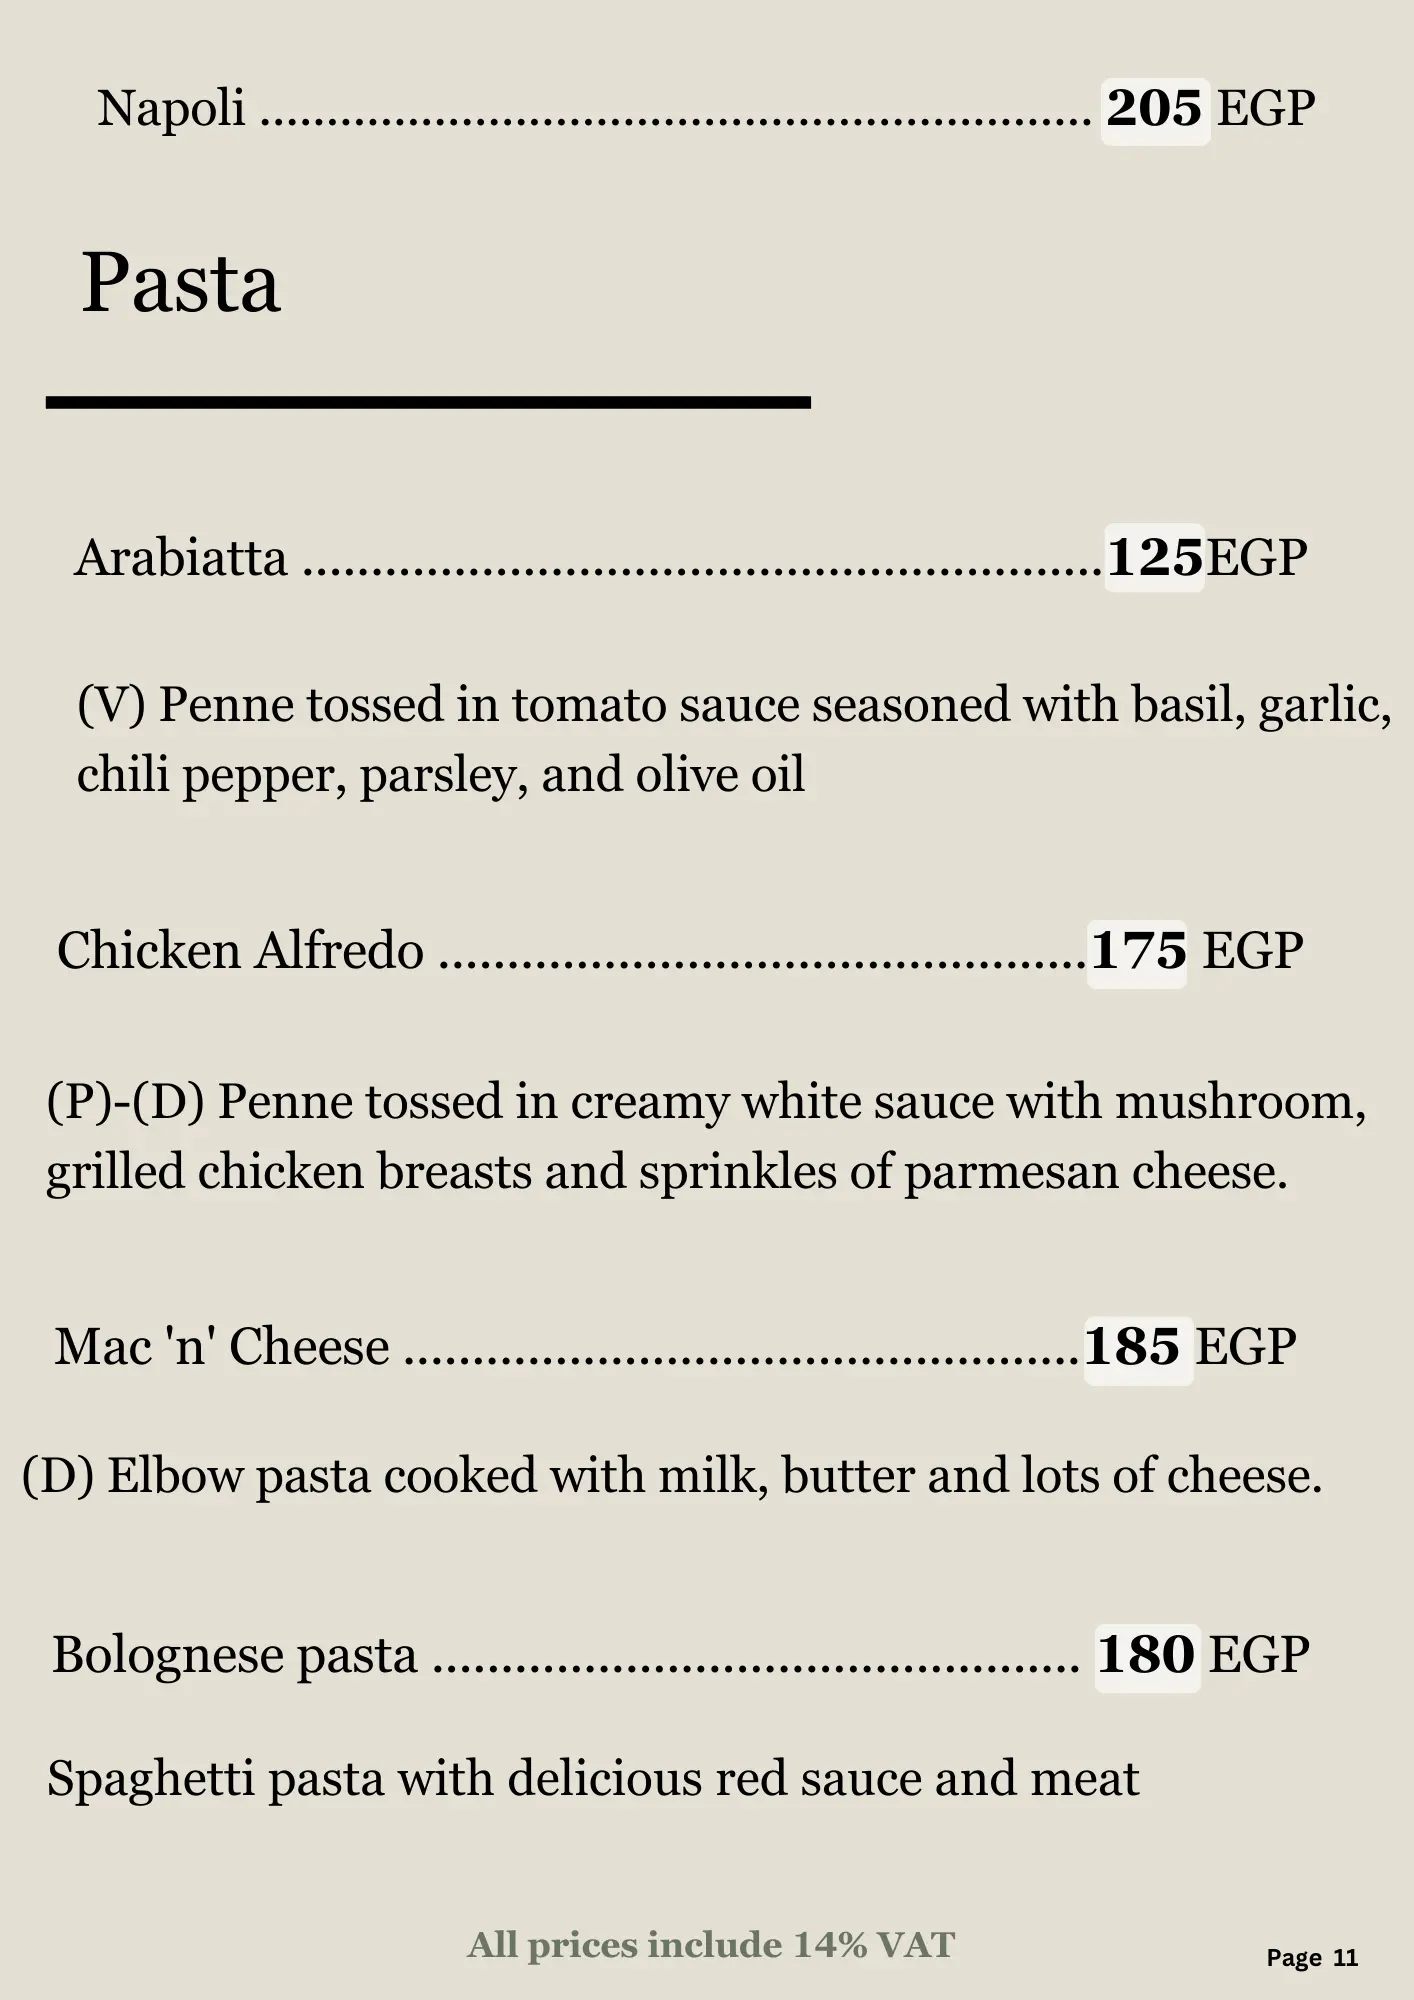 Napoli .............................................................. 205 EGP
Pasta
Arabiatta ..........................................................125EGP
(V) Penne tossed in tomato sauce seasoned with basil, garlic,
chili pepper, parsley, and olive oil
Chicken Alfredo ...............................................175 EGP
(P)-(D) Penne tossed in creamy white sauce with mushroom,
grilled chicken breasts and sprinkles of parmesan cheese.
Mac 'n' Cheese .................................................185 EGP
(D) Elbow pasta cooked with milk, butter and lots of cheese.
Bolognese pasta ............................................... 180 EGP
Spaghetti pasta with delicious red sauce and meat
All prices include 14% VAT
Page 11